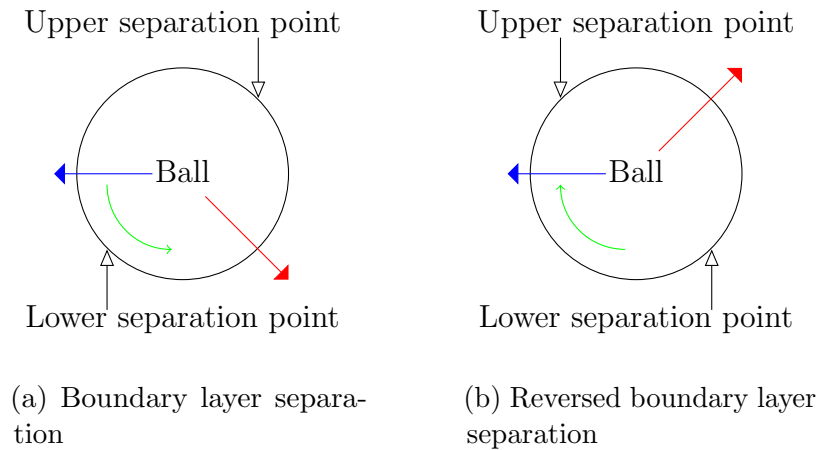 Upper separation point
Ball
Lower separation point
(a) Boundary layer separa-
tion
Upper separation point
Ball
Lower separation point
(b) Reversed boundary layer
separation